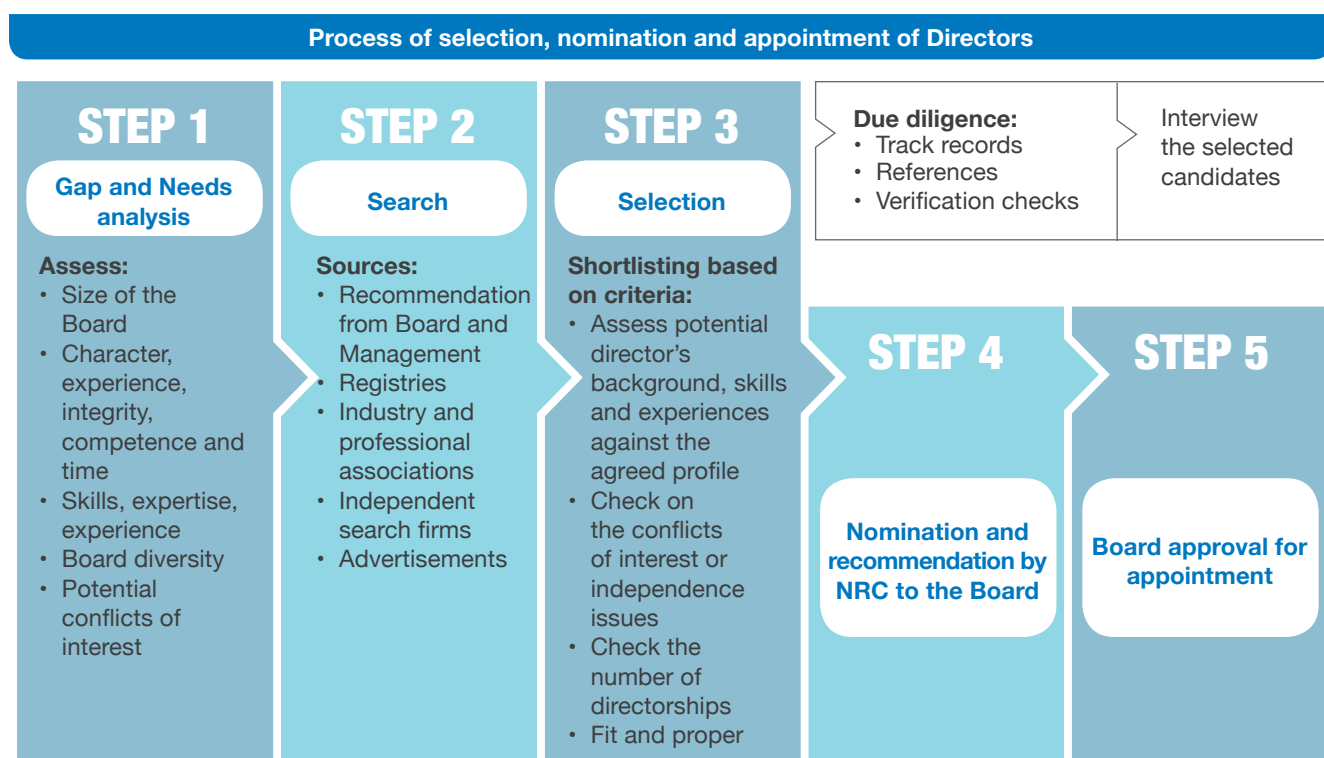 Process of selection, nomination and appointment of Directors
STEP 1
Gap and Needs
analysis
Assess:
• Size of the
Board
• Character,
experience,
integrity,
competence and
time
• Skills, expertise,
experience
• Board diversity
• Potential
conflicts of
interest
STEP 2
Search
Sources:
• Recommendation
from Board and
Management
• Registries
• Industry and
professional
associations
• Independent
search firms
• Advertisements
STEP 3
Selection
Shortlisting based
on criteria:
• Assess potential
director’s
background, skills
and experiences
against the
agreed profile
• Check on
the conflicts
of interest or
independence
issues
• Check the
number of
directorships
• Fit and proper
Due diligence:
• Track records
• References
• Verification checks
Interview
the selected
candidates
STEP 4
Nomination and
recommendation by
NRC to the Board
STEP 5
Board approval for
appointment